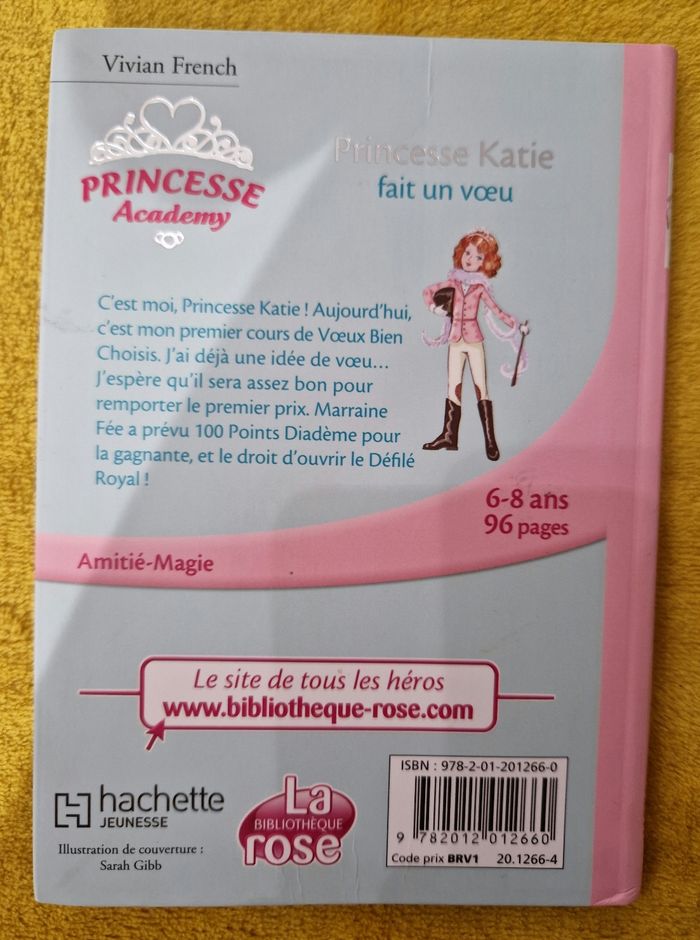 Vivian French
PRINCESSE
Academy
Princesse Katie
fait un vœu
C'est moi, Princesse Katie ! Aujourd'hui,
c'est mon premier cours de Vœux Bien
Choisis. J'ai déjà une idée de vœu...
J'espère qu'il sera assez bon pour
remporter le premier prix. Marraine
Fée a prévu 100 Points Diadème pour
la gagnante, et le droit d'ouvrir le Défilé
Royal !
6-8 ans
96 pages
Amitié-Magie
Le site de tous les héros
www.bibliotheque-rose.com
hachette
JEUNESSE
Illustration de couverture :
Sarah Gibb
La
BIBLIOTHÈQUE
rose
ISBN : 978-2-01-201266-0
9 782012 012660
Code prix BRV1 20.1266-4